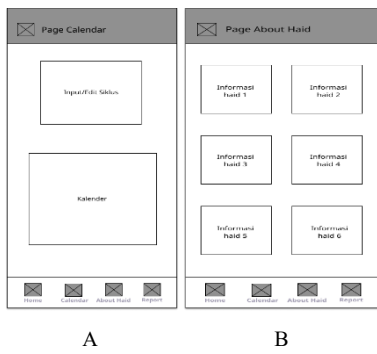 Page Calendar
Input/Edit Siklus
Kalender
Home Calendar About Haid Report
A
Page About Haid
Informasi
haid 1
Informasi
haid 2
Informasi
haid 3
Informasi
haid 4
Informasi
haid 5
Informasi
haid 6
Home Calendar About Haid Report
B